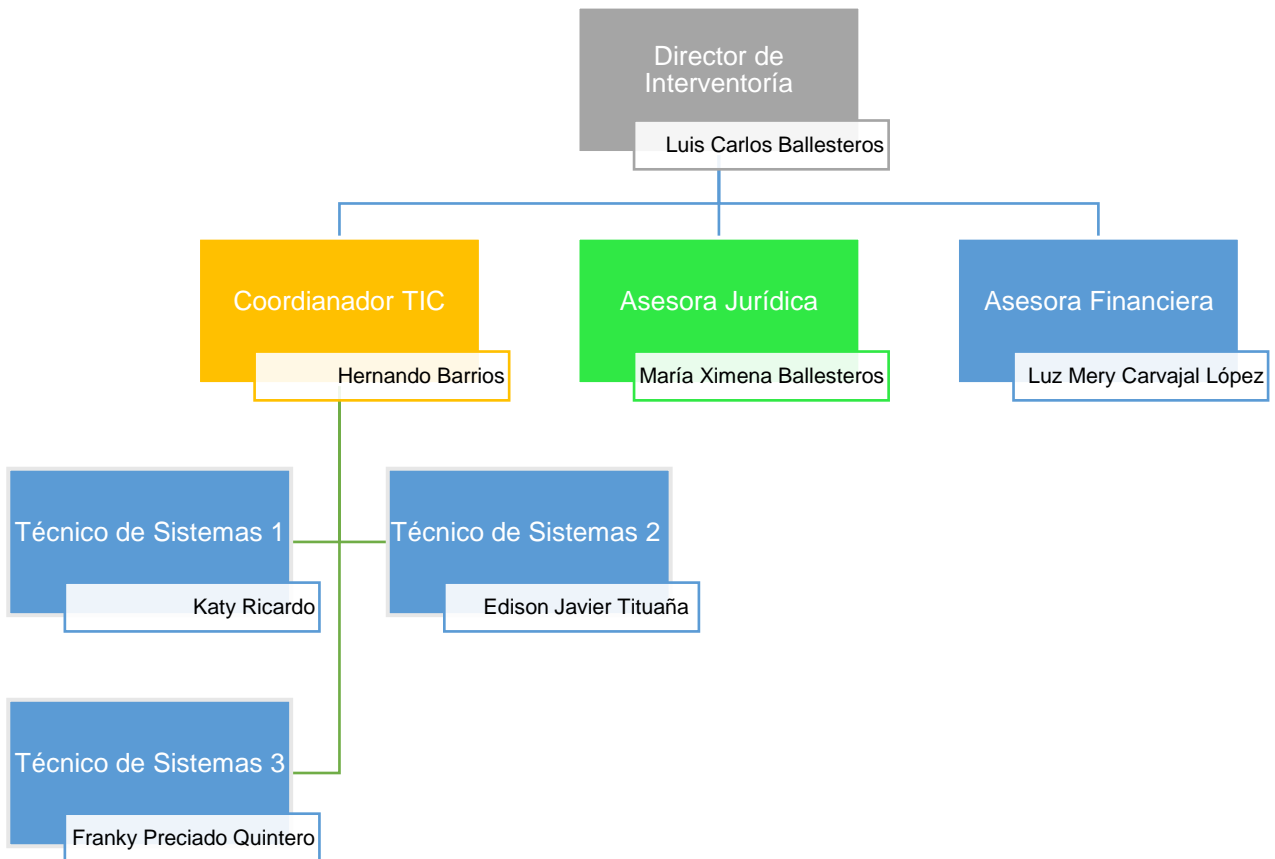 Director de
Interventoría
Luis Carlos Ballesteros
Coordianador TIC
Hernando Barrios
Asesora Jurídica
María Ximena Ballesteros
Asesora Financiera
Luz Mery Carvajal López
Técnico de Sistemas 1
Katy Ricardo
Técnico de Sistemas 2
Edison Javier Tituaña
Técnico de Sistemas 3
Franky Preciado Quintero